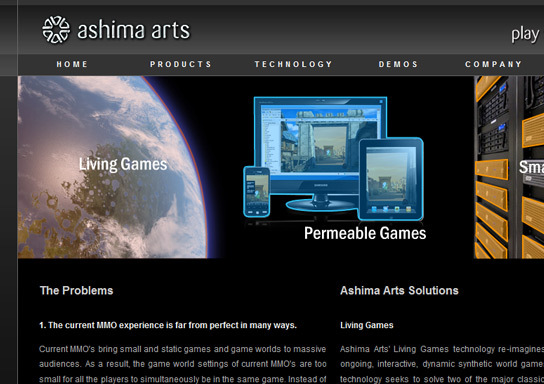 ashima arts
play
HOME PRODUCTS TECHNOLOGY DEMOS COMPANY
Living Games
Permeable Games
Sma
The Problems
1. The current MMO experience is far from perfect in many ways.
Current MMO's bring small and static games and game worlds to massive
audiences. As a result, the game world settings of current MMO's are too
small for all the players to simultaneously be in the same game. Instead of
Ashima Arts Solutions
Living Games
Ashima Arts' Living Games technology re-imagines
ongoing, interactive, dynamic synthetic world game
technology seeks to solve two of the major classic